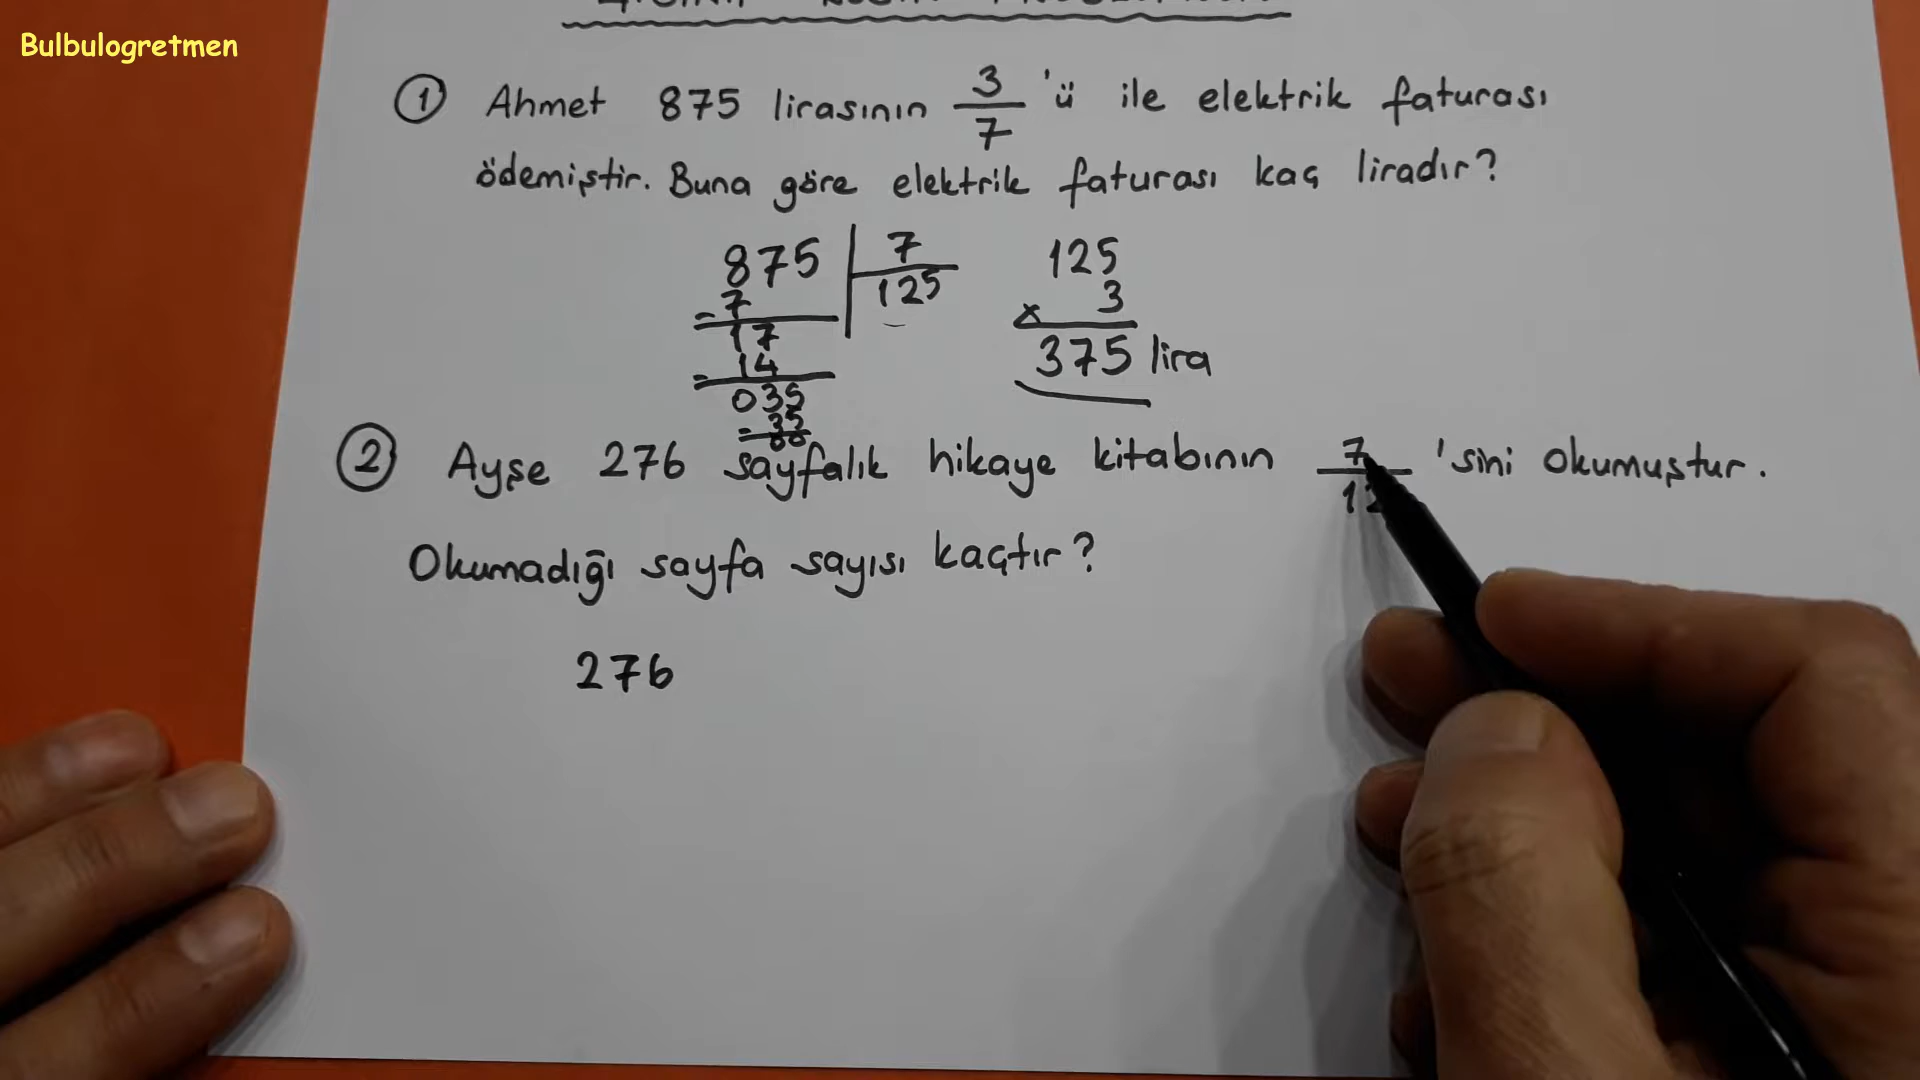 Bulbulogretmen
① Ahmet 875 lirasının 3/7 'ü ile elektrik faturası
ödemiştir. Buna göre elektrik faturası kaç liradır?
875 7 125
- 7 125 x 3
17 375 lira
- 14
035
- 35
00
② Ayşe 276 sayfalık hikaye kitabının 7/12 'sini okumuştur.
Okumadığı sayfa sayısı kaçtır?
276